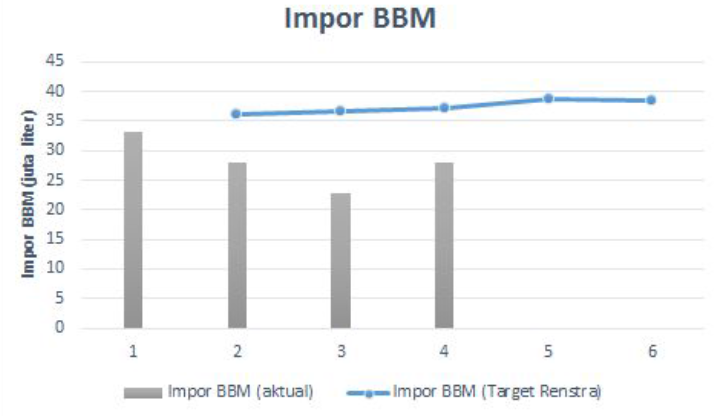 Impor BBM
Impor BBM (juta liter)
45
40
35
30
25
20
15
10
5
0
1 2 3 4 5 6
Impor BBM (aktual) Impor BBM (Target Renstra)